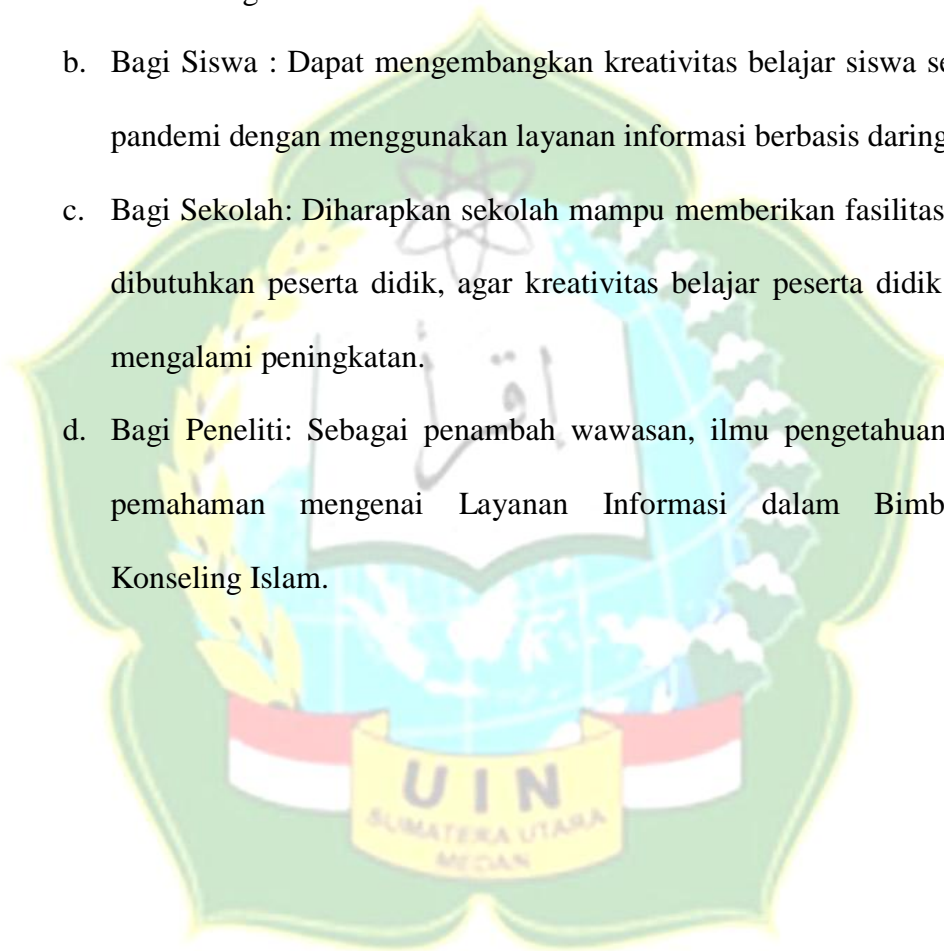 b. Bagi Siswa : Dapat mengembangkan kreativitas belajar siswa
pandemi dengan menggunakan layanan informasi berbasis daring
c. Bagi Sekolah: Diharapkan sekolah mampu memberikan fasilitas
dibutuhkan peserta didik, agar kreativitas belajar peserta didik
mengalami peningkatan.
d. Bagi Peneliti: Sebagai penambah wawasan, ilmu pengetahuan
pemahaman mengenai Layanan Informasi dalam
Konseling Islam.
اقرأ
UIN
SUMATERA UTARA
MEDAN